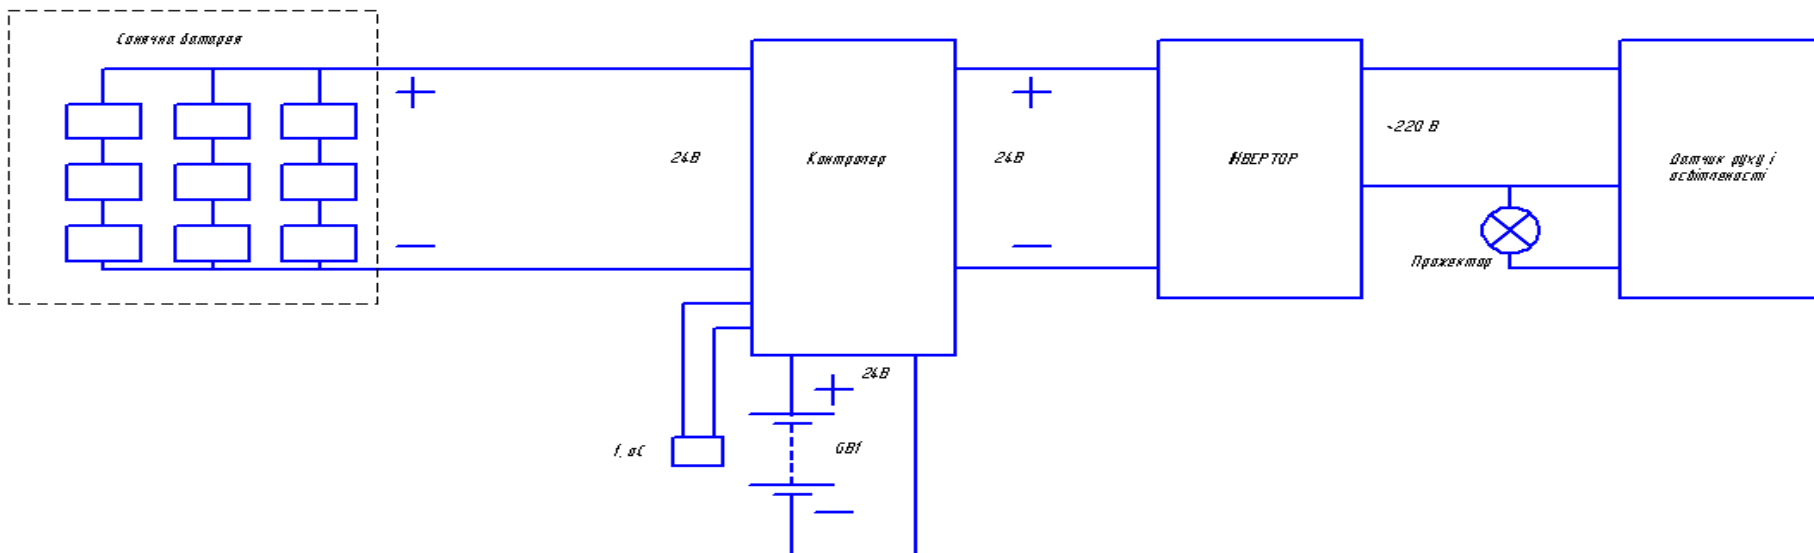 Сонячна батарея
+
+
24В
Контролер
24В
ІНВЕРТОР
~220 В
Датчик руху і
освітленості
—
—
Прожектор
24В
+
t, oC
GB1
—